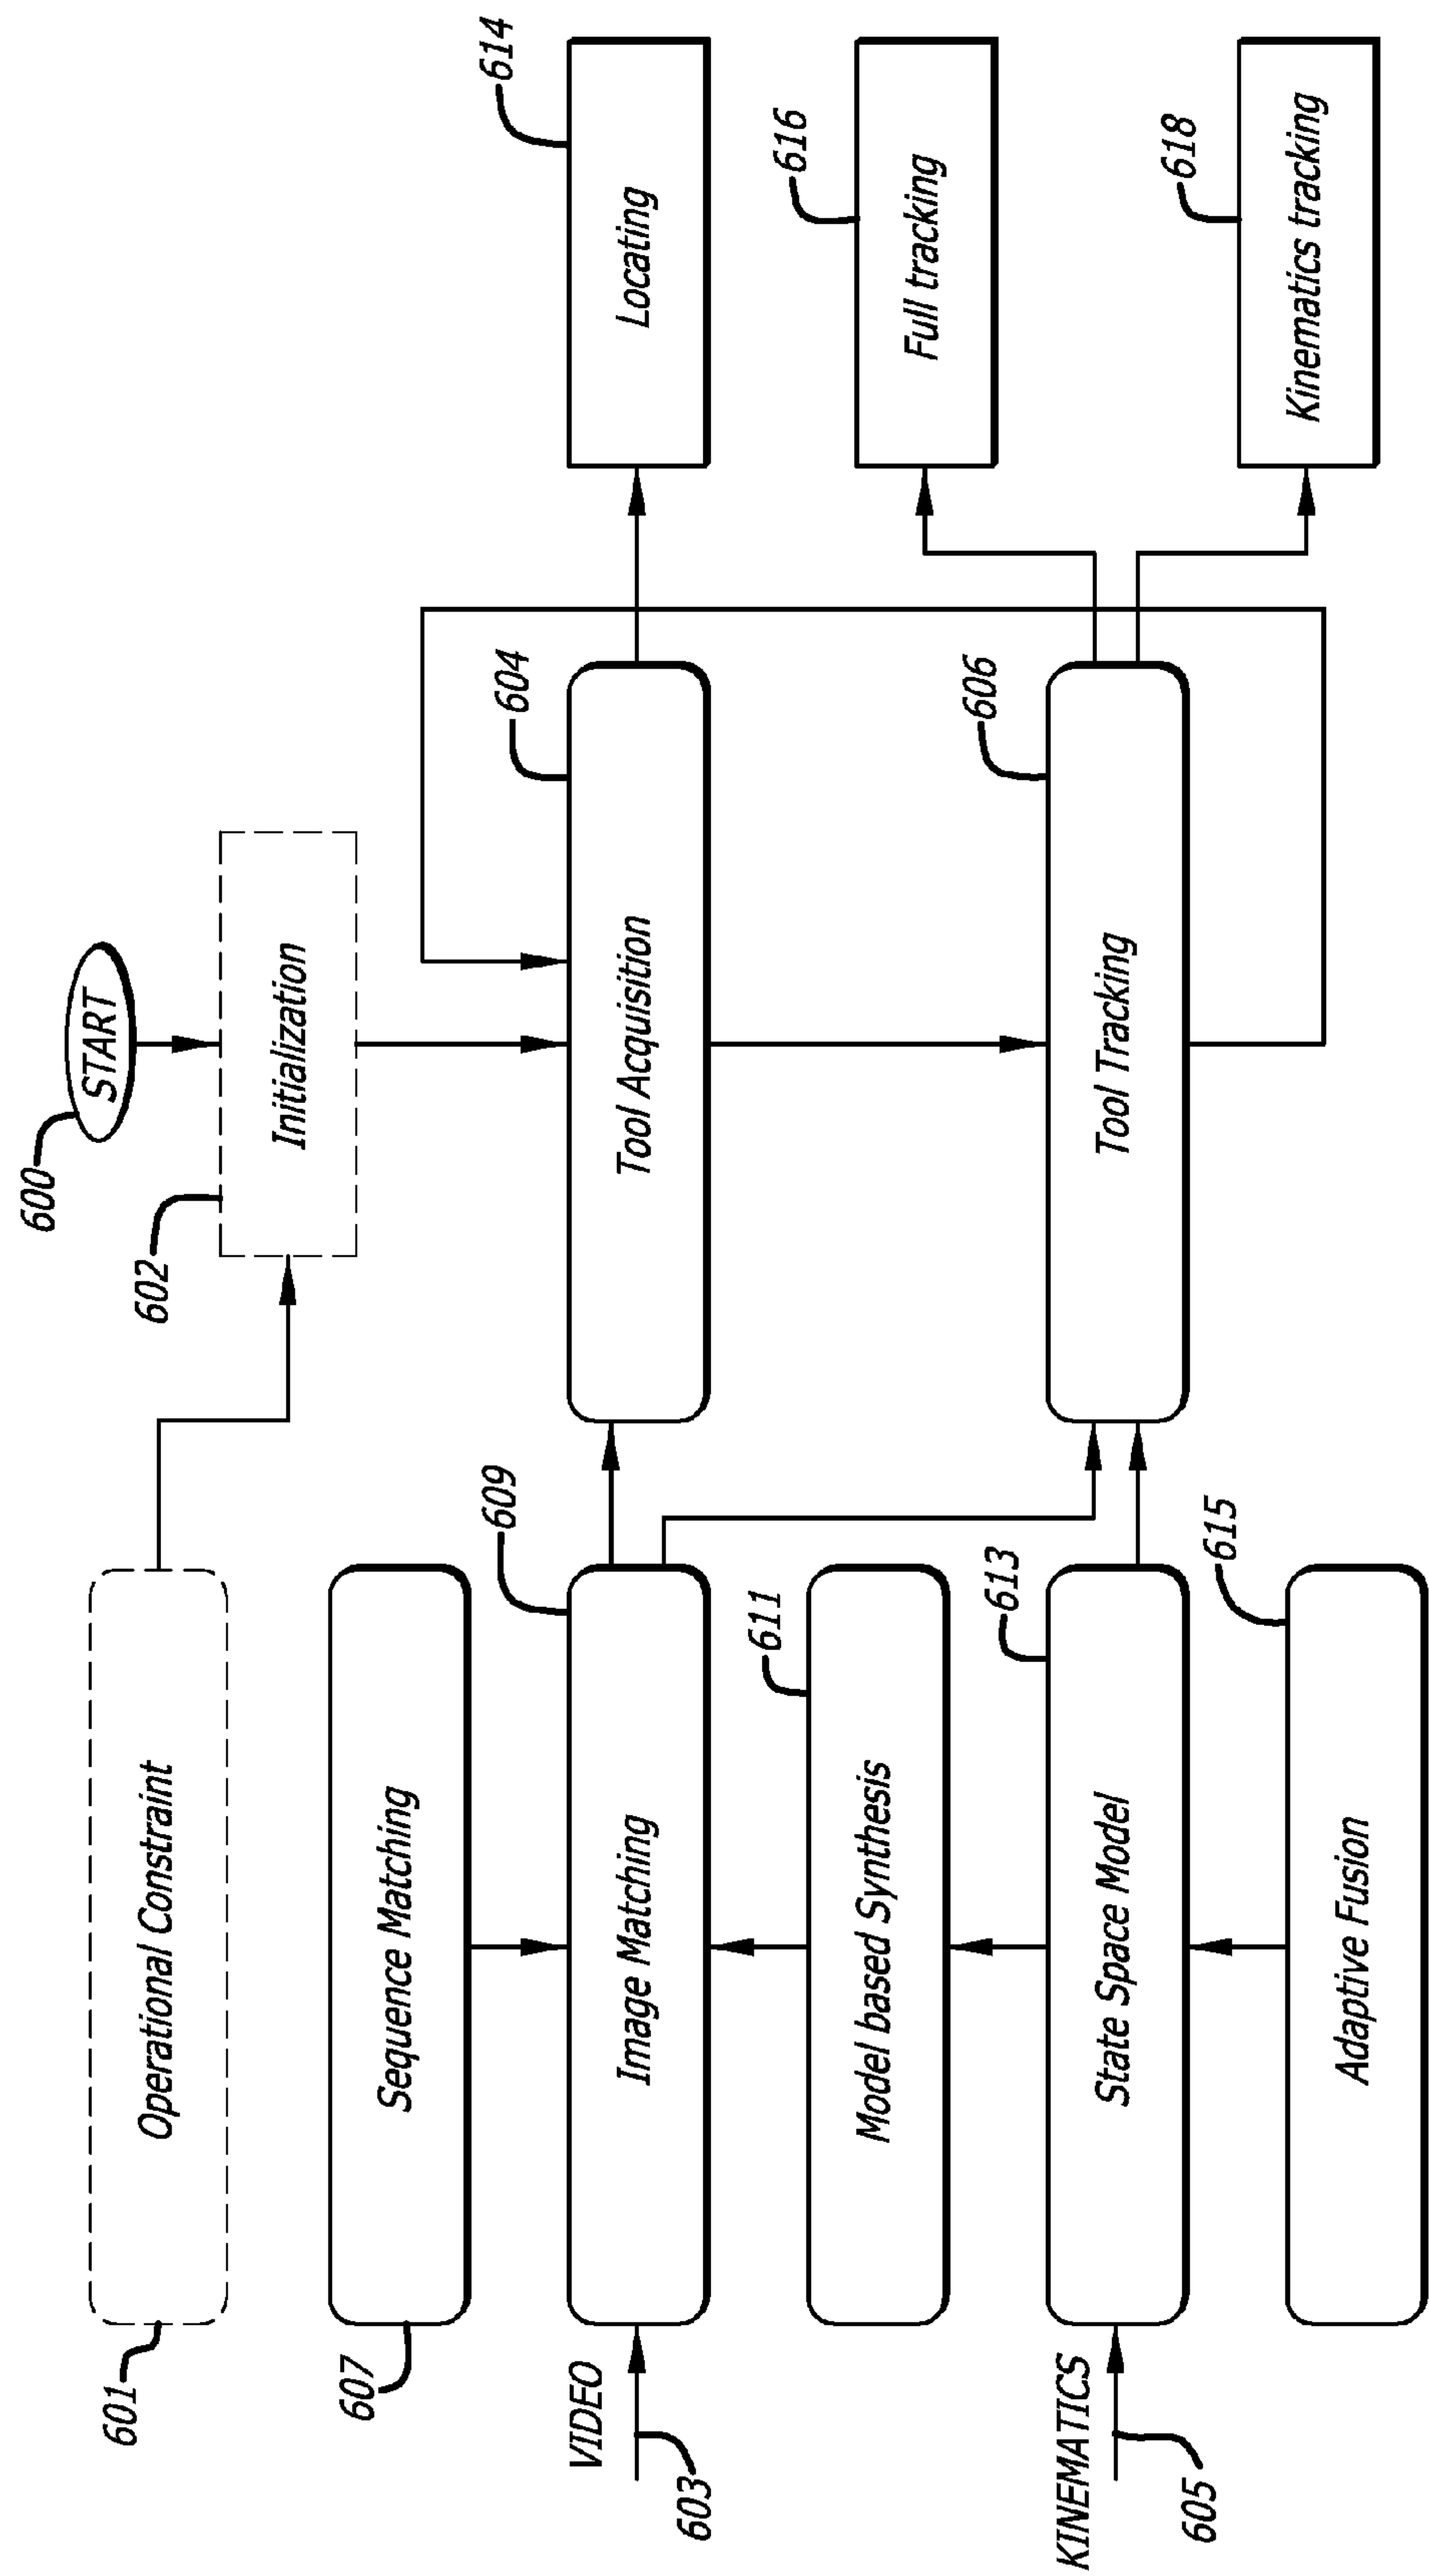 600
START
601
Operational Constraint
602
Initialization
607
Sequence Matching
609
604
614
VIDEO
603
Image Matching
Tool Acquisition
Locating
611
Model based Synthesis
616
Full tracking
613
606
KINEMATICS
605
State Space Model
Tool Tracking
618
Kinematics tracking
615
Adaptive Fusion